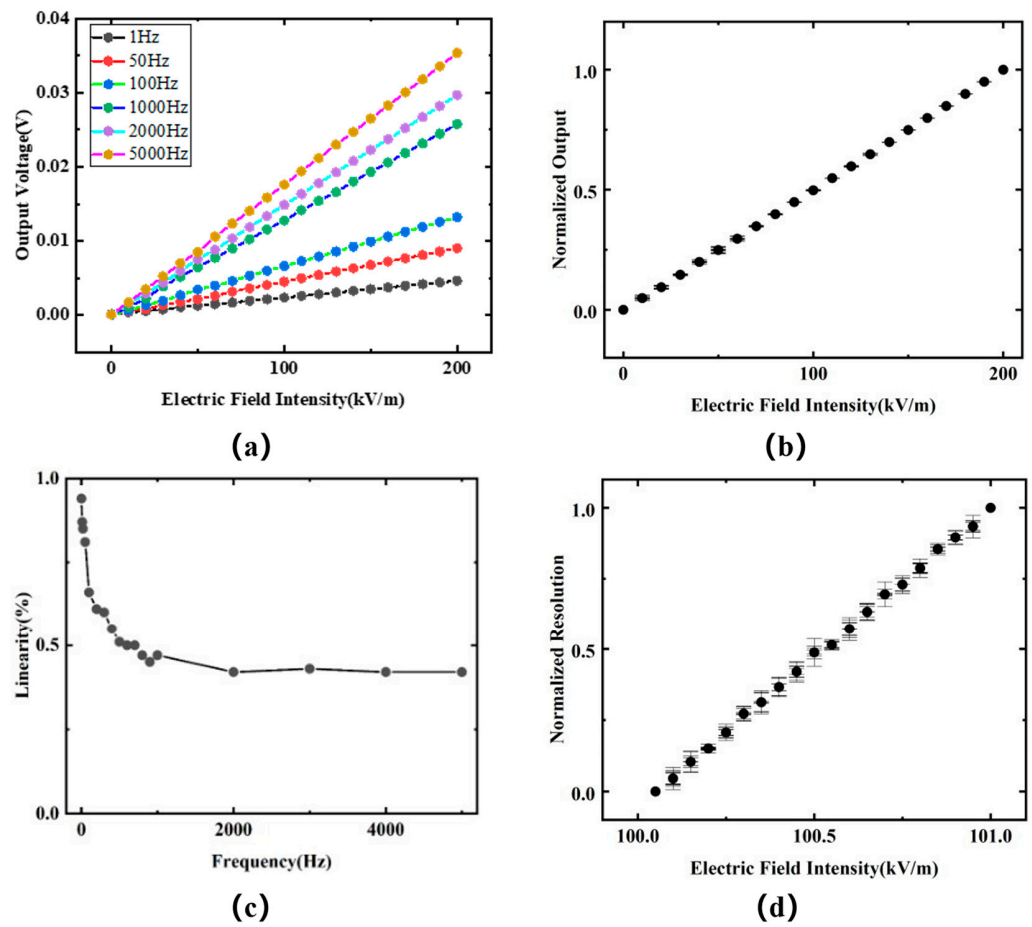 0.04
0.03
0.02
0.01
0.00
Output Voltage(V)
1Hz
50Hz
100Hz
1000Hz
2000Hz
5000Hz
0
100
200
Electric Field Intensity(kV/m)
(a)
1.0
0.5
0.0
Normalized Output
0
100
200
Electric Field Intensity(kV/m)
(b)
1.0
0.5
0.0
Linearity(%)
0
2000
4000
Frequency(Hz)
(c)
1.0
0.5
0.0
Normalized Resolution
100.0
100.5
101.0
Electric Field Intensity(kV/m)
(d)